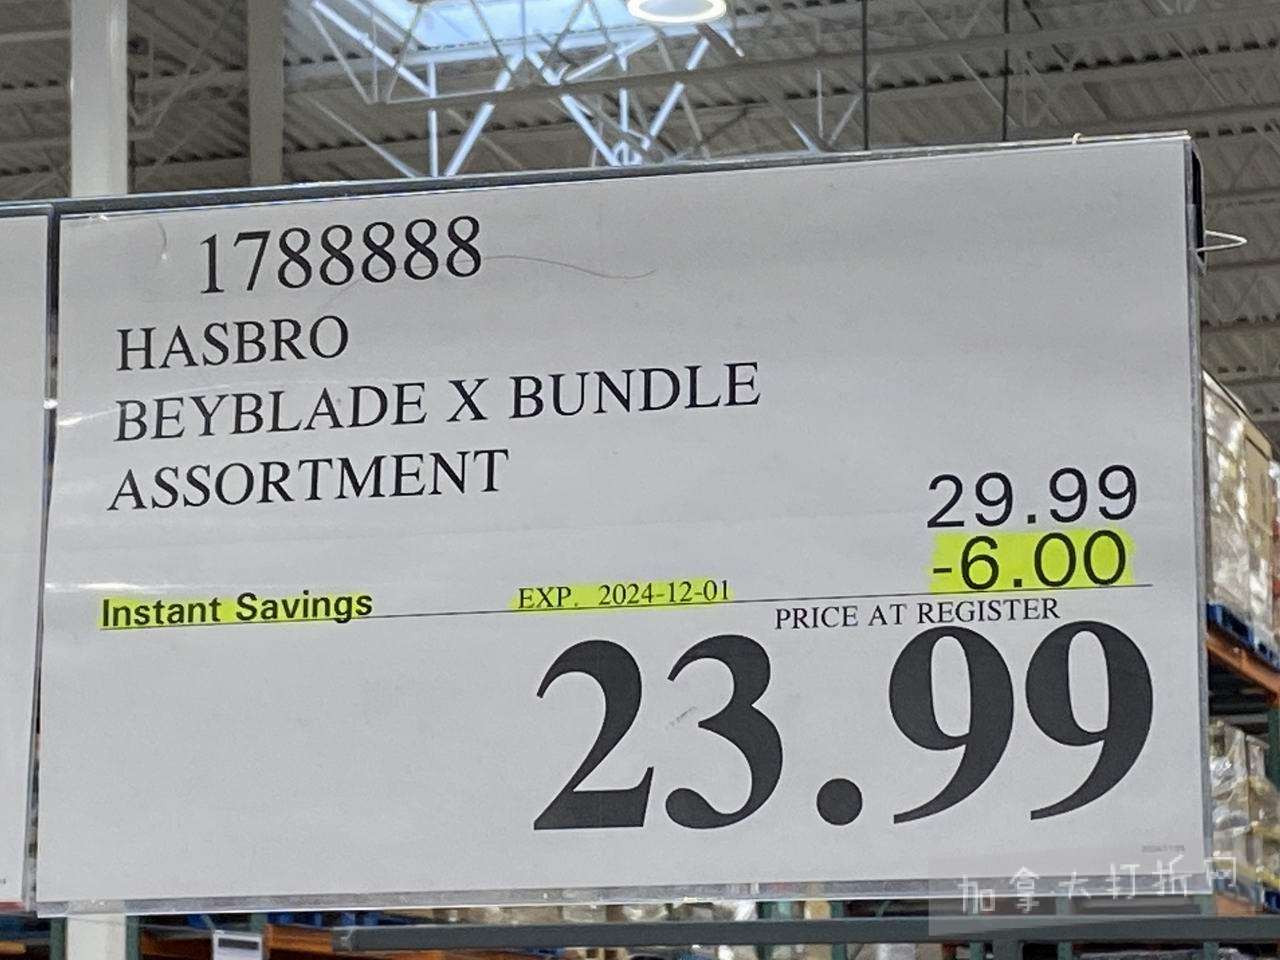 1788888
HASBRO
BEYBLADE X BUNDLE
ASSORTMENT
29.99
-6.00
Instant Savings EXP. 2024-12-01
PRICE AT REGISTER
23.99
加拿大打折网